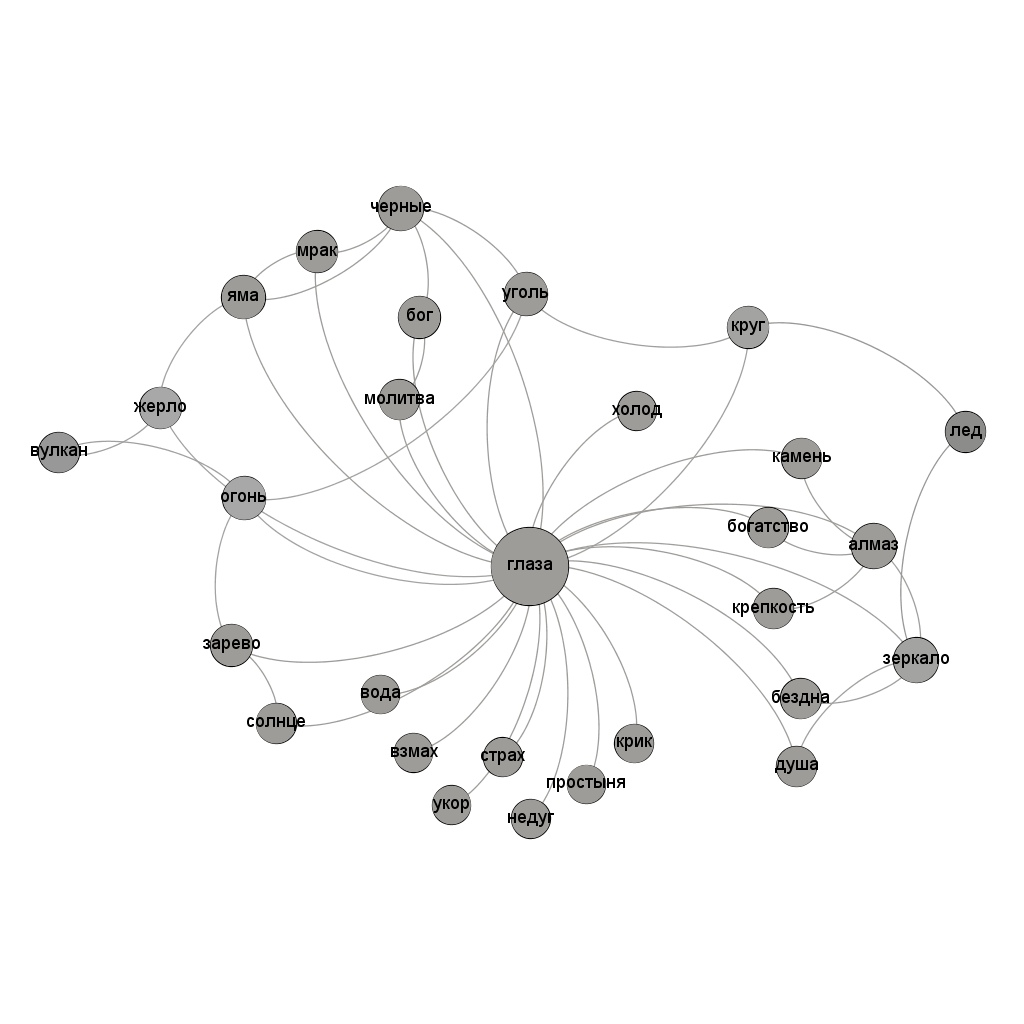 черные
мрак
яма
уголь
бог
круг
молитва
жерло
холод
лед
вулкан
камень
огонь
богатство
алмаз
глаза
крепкость
зарево
зеркало
вода
бездна
солнце
крик
взмах
страх
душа
простыня
укор
недуг